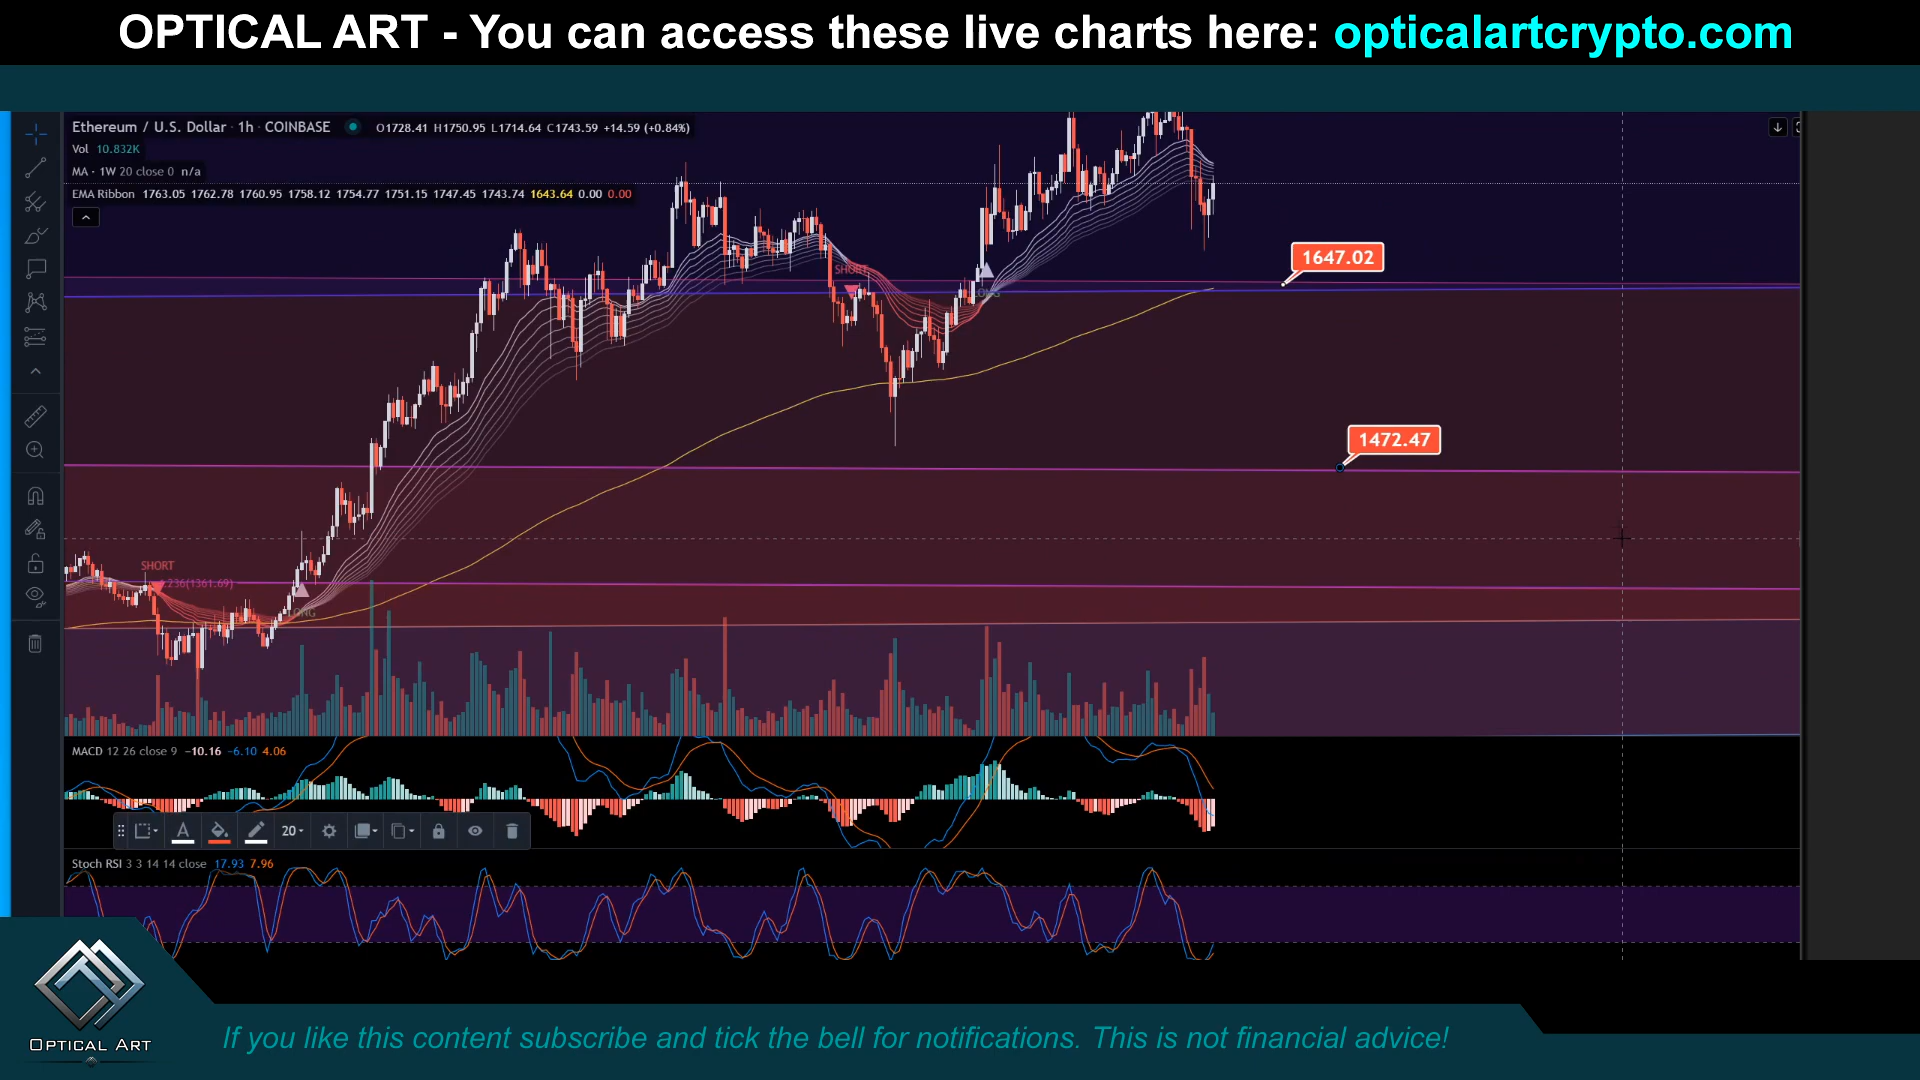 OPTICAL ART - You can access these live charts here: opticalartcrypto.com
Ethereum / U.S. Dollar · 1h · COINBASE O1728.41 H1750.95 L1714.64 C1743.59 +14.59 (+0.84%)
Vol 10.832K
MA · 1W 20 close 0 n/a
EMA Ribbon 1763.05 1762.78 1760.95 1758.12 1754.77 1751.15 1747.45 1743.74 1643.64 0.00 0.00
1647.02
SHORT
1472.47
SHORT
LONG
MACD 12 26 close 9 −10.16 −6.10 4.06
20
Stoch RSI 3 3 14 14 close 17.93 7.96
OPTICAL ART
If you like this content subscribe and tick the bell for notifications. This is not financial advice!